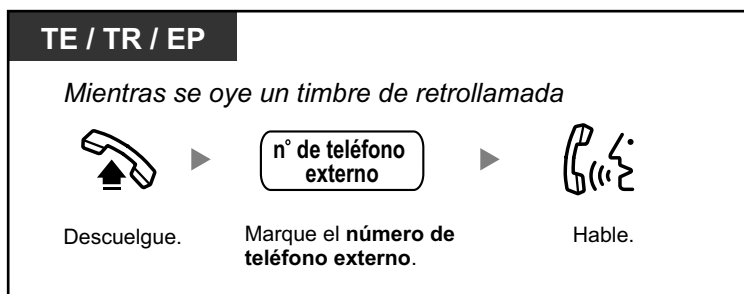 TE / TR / EP
Mientras se oye un timbre de retrollamada
n° de teléfono
externo
Descuelgue.
Marque el número de
teléfono externo.
Hable.